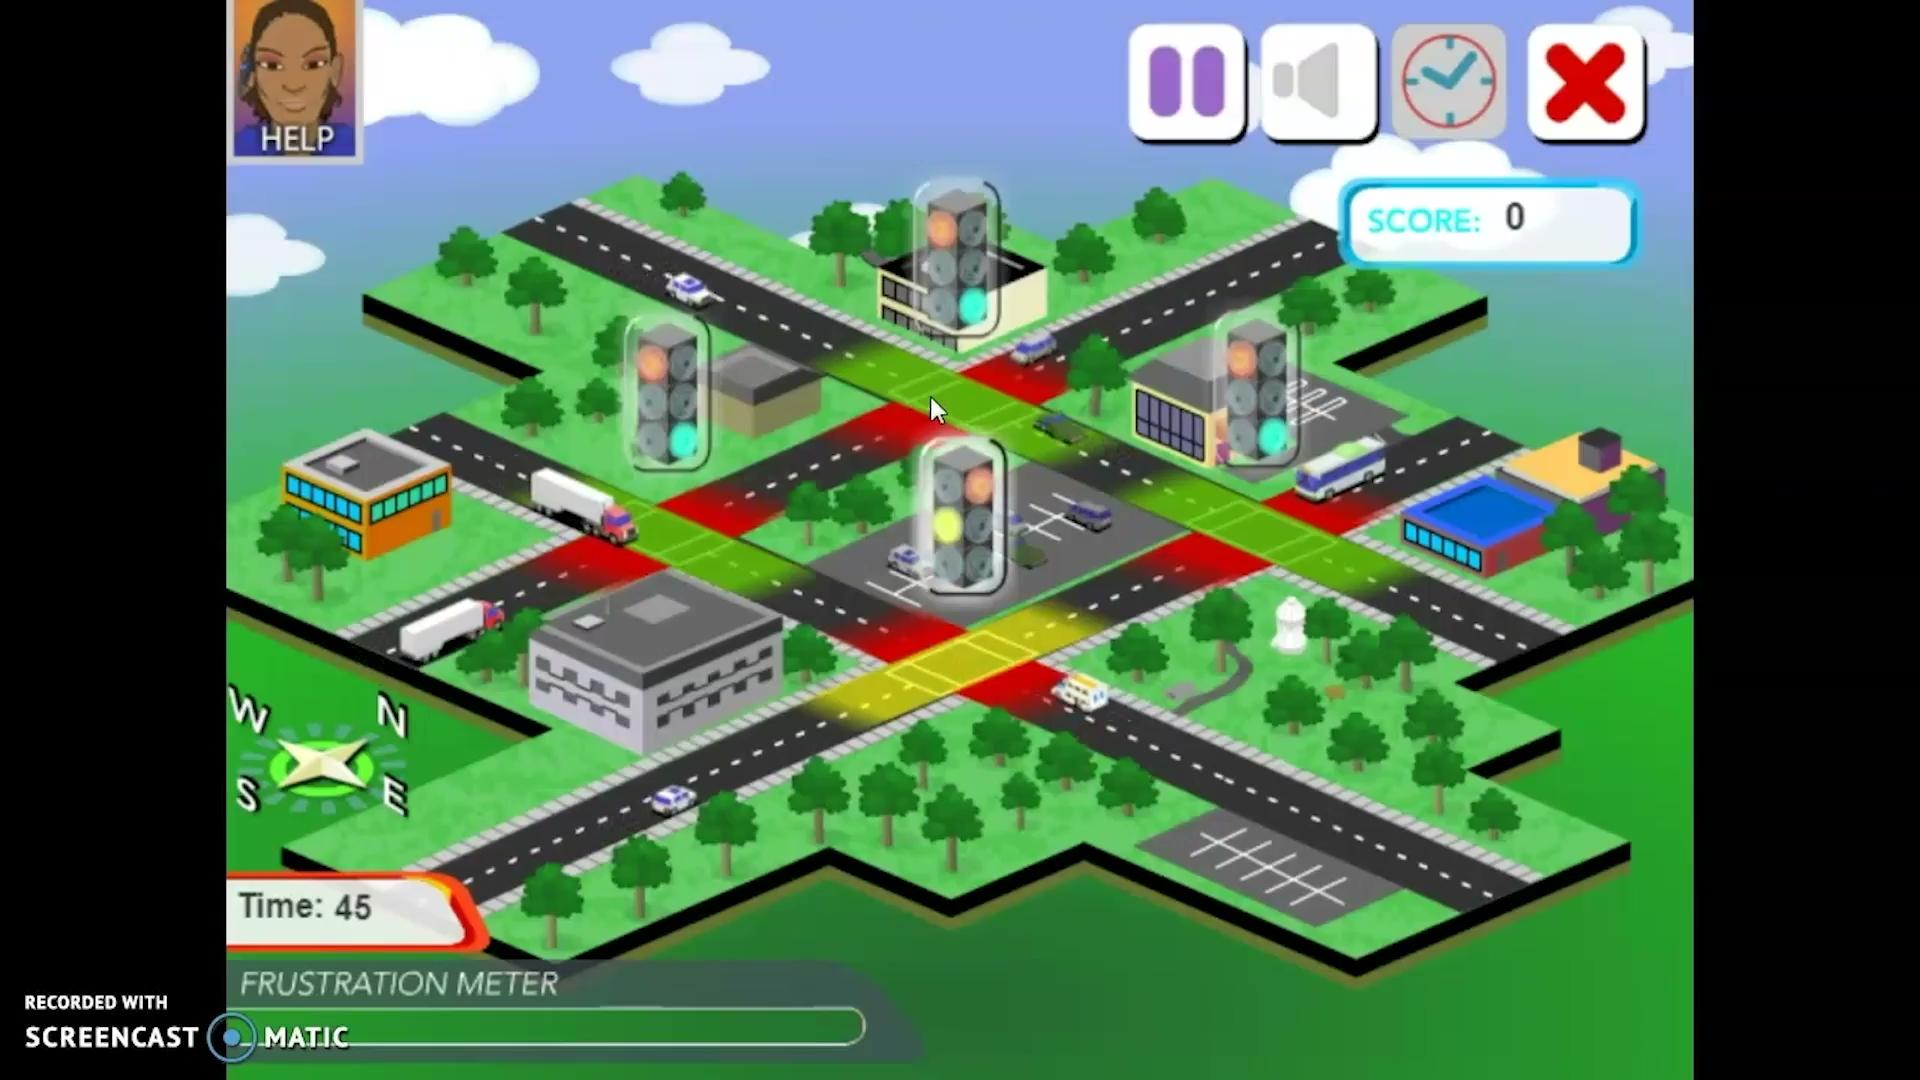 HELP
SCORE: 0
W N
S E
Time: 45
FRUSTRATION METER
RECORDED WITH
SCREENCAST MATIC